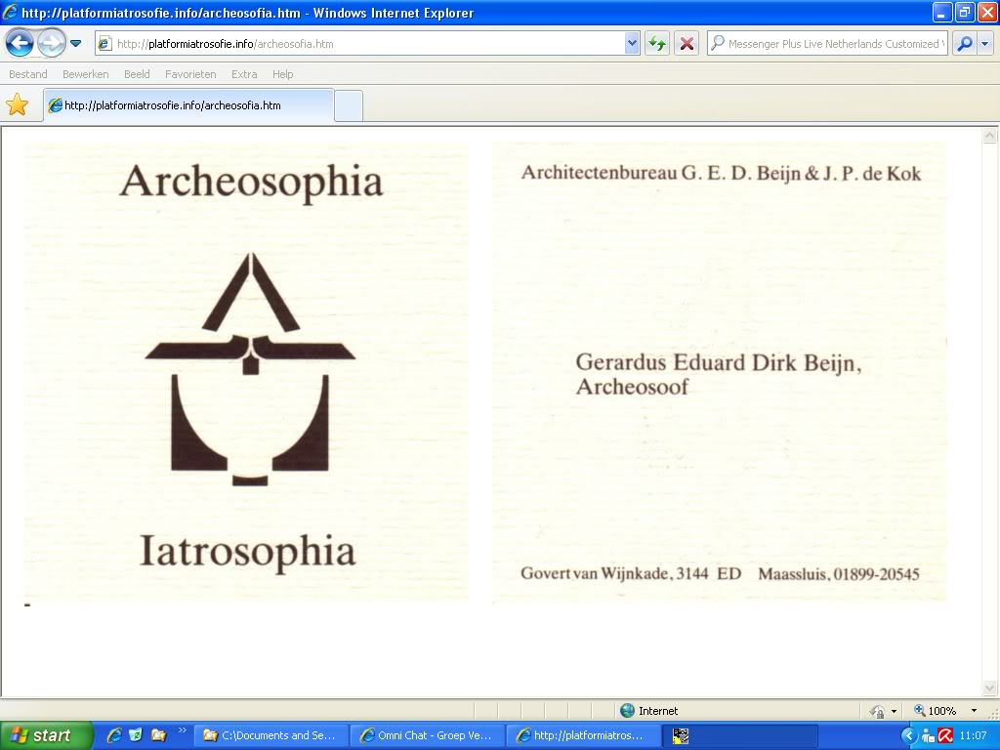 http://platformiatrosofie.info/archeosofia.htm - Windows Internet Explorer
http://platformiatrosofie.info/archeosofia.htm
Messenger Plus Live Netherlands Customized
Bestand Bewerken Beeld Favorieten Extra Help
http://platformiatrosofie.info/archeosofia.htm
Archeosophia
Iatrosophia
Architectenbureau G. E. D. Beijn & J. P. de Kok
Gerardus Eduard Dirk Beijn,
Archeosoof
Govert van Wijnkade, 3144 ED Maassluis, 01899-20545
Internet
100%
start
C:\Documents and Se...
Omni Chat - Groep Ve...
http://platformiatros...
11:07